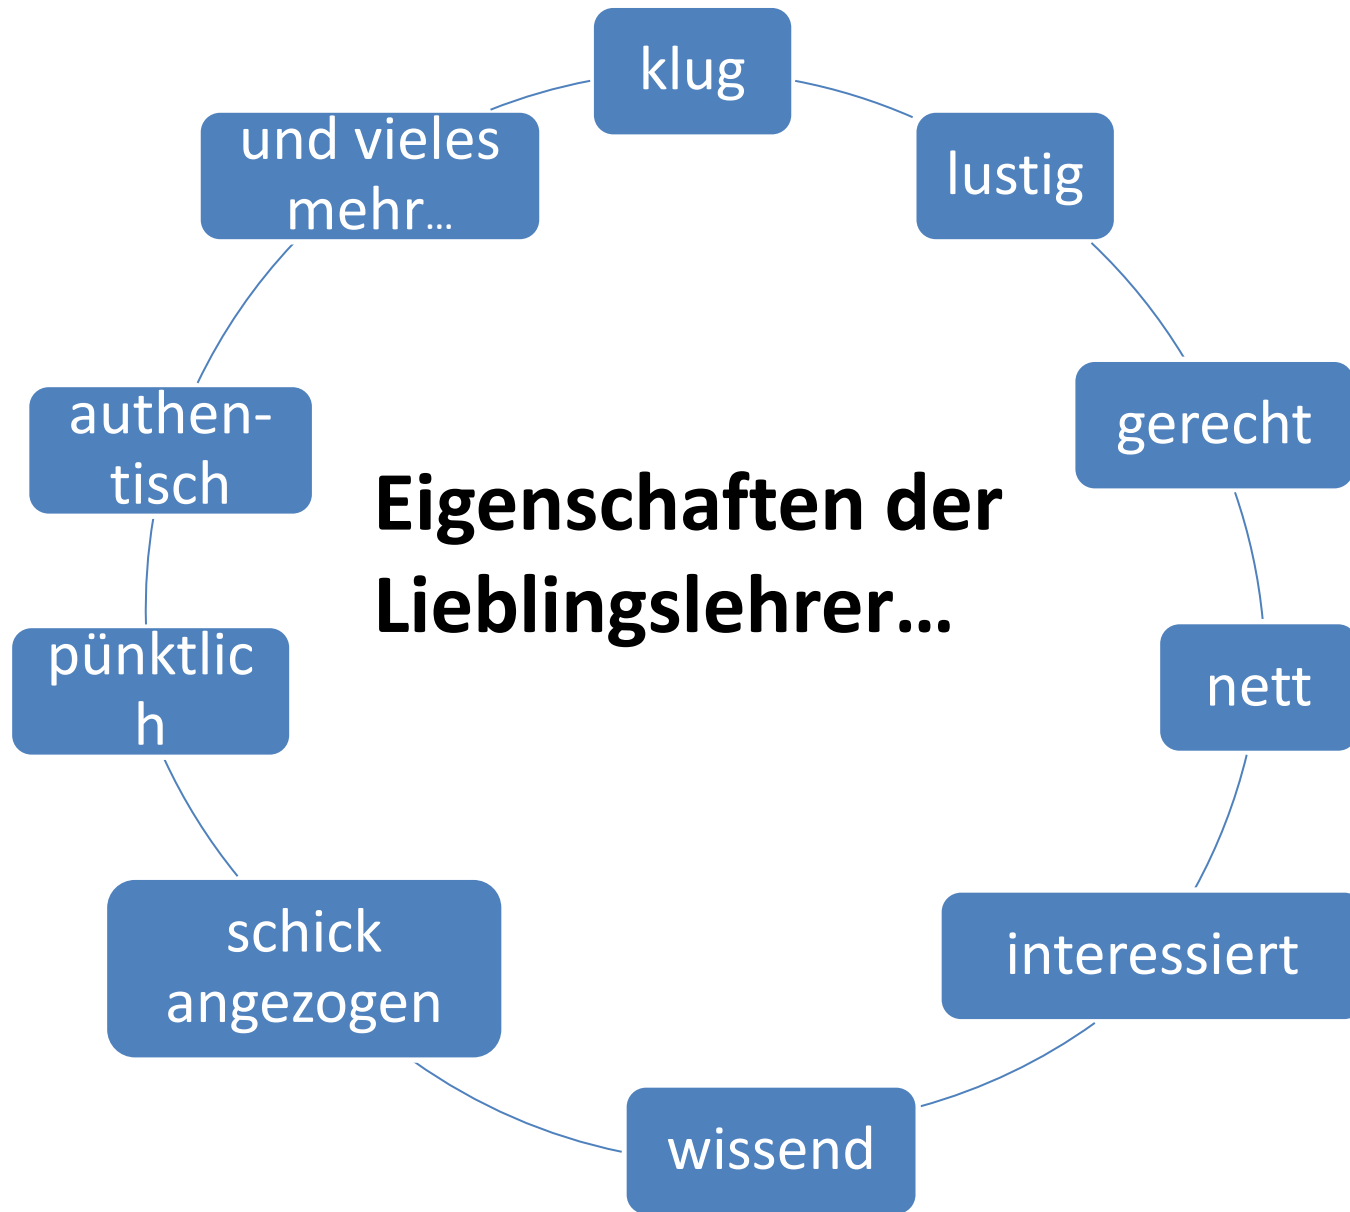 klug
lustig
gerecht
nett
interessiert
wissend
schick
angezogen
pünktlic
h
authen-
tisch
und vieles
mehr...
Eigenschaften der
Lieblingslehrer...